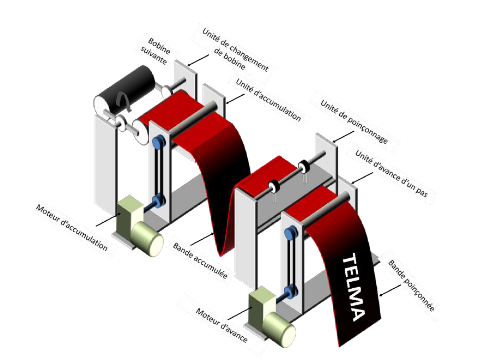 Unité de changement
de bobine
Bobine
suivante
Unité d'accumulation
Unité de poinçonnage
Unité d'avance d'un pas
Moteur d'accumulation
Bande accumulée
Bande poinçonnée
Moteur d'avance
TELMA